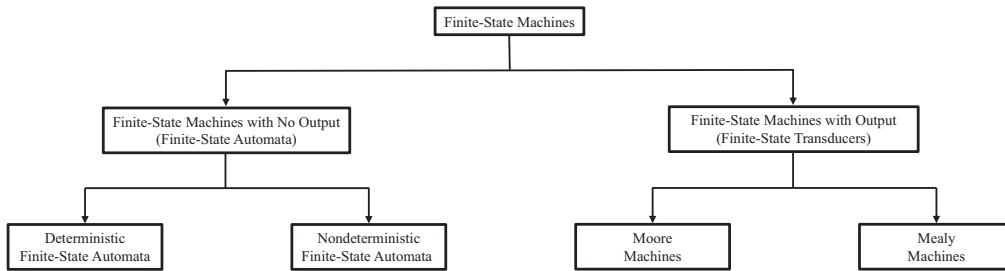 Finite-State Machines
Finite-State Machines with No Output
(Finite-State Automata)
Finite-State Machines with Output
(Finite-State Transducers)
Deterministic
Finite-State Automata
Nondeterministic
Finite-State Automata
Moore
Machines
Mealy
Machines